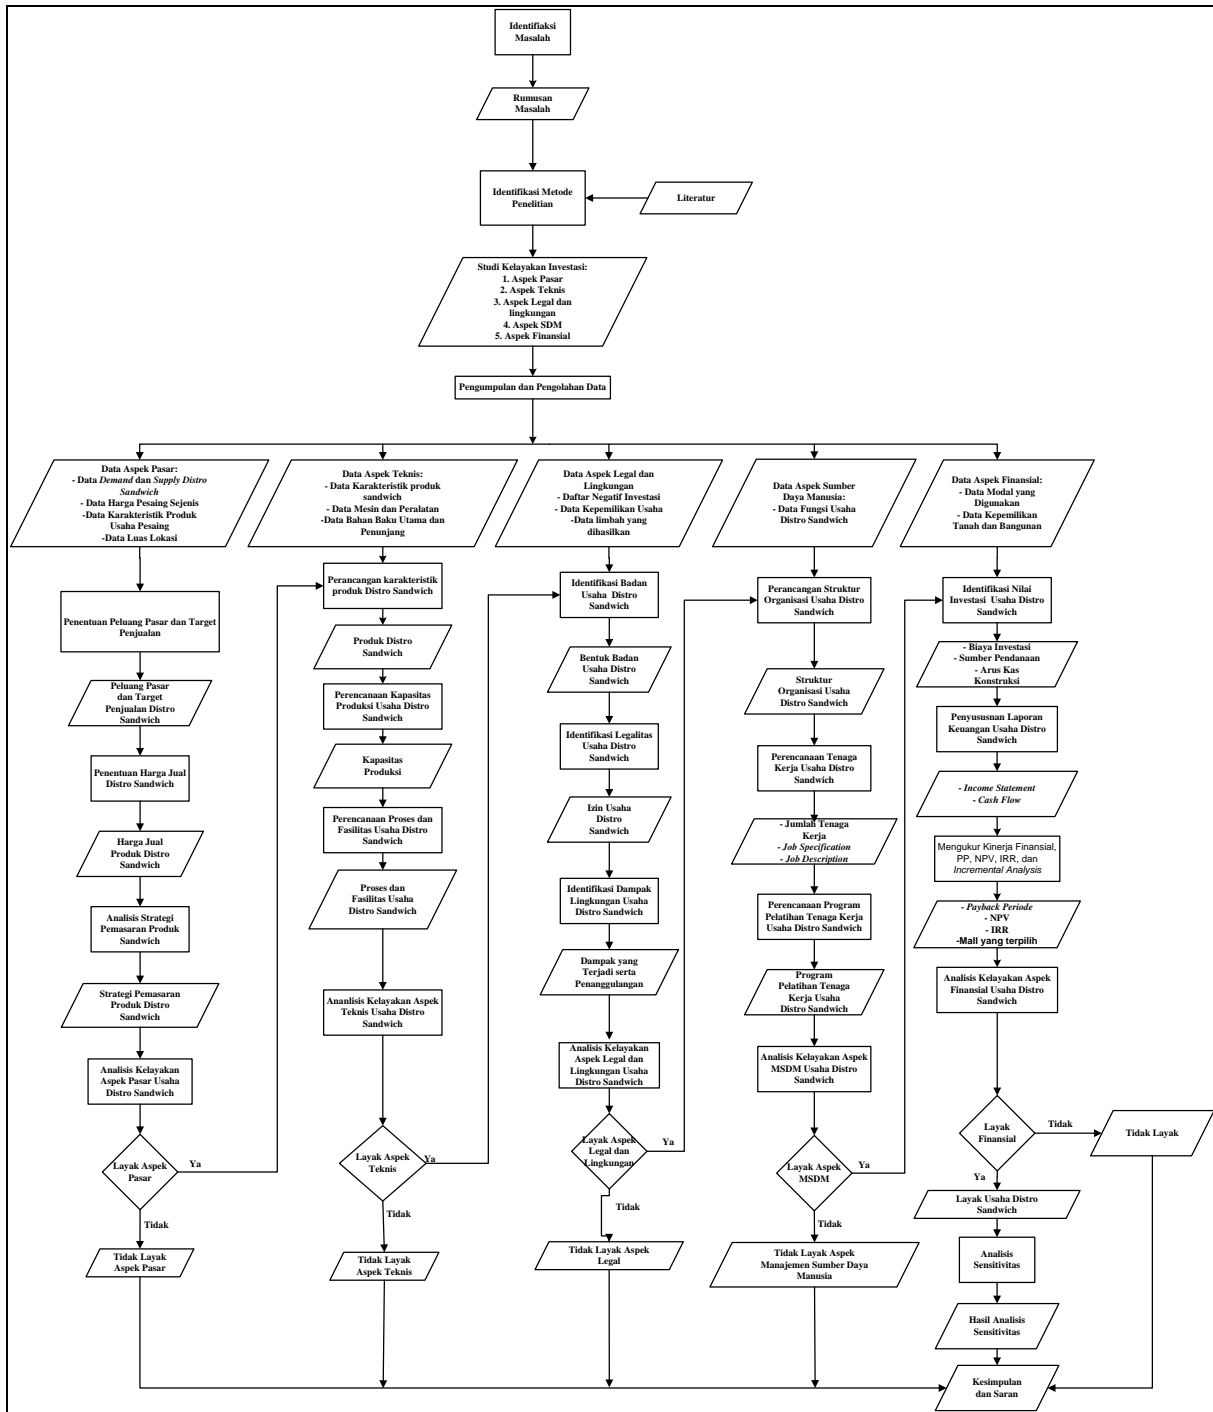 Identifiaksi
Masalah
Rumusan
Masalah
Identifikasi Metode
Penelitian
Literatur
Studi Kelayakan Investasi:
1. Aspek Pasar
2. Aspek Teknis
3. Aspek Legal dan
lingkungan
4. Aspek SDM
5. Aspek Finansial
Pengumpulan dan Pengolahan Data
Data Aspek Pasar:
- Data Demand dan Supply Distro
Sandwich
- Data Harga Pesaing Sejenis
-Data Karakteristik Produk
Usaha Pesaing
-Data Luas Lokasi
Penentuan Peluang Pasar dan Target
Penjualan
Peluang Pasar
dan Target
Penjualan Distro
Sandwich
Penentuan Harga Jual
Distro Sandwich
Harga Jual
Produk Distro
Sandwich
Analisis Strategi
Pemasaran Produk
Sandwich
Strategi Pemasaran
Produk Distro
Sandwich
Analisis Kelayakan
Aspek Pasar Usaha
Distro Sandwich
Layak Aspek
Pasar
Ya
Tidak
Tidak Layak
Aspek Pasar
Data Aspek Teknis:
- Data Karakteristik produk
sandwich
- Data Mesin dan Peralatan
-Data Bahan Baku Utama dan
Penunjang
Perancangan karakteristik
produk Distro Sandwich
Produk Distro
Sandwich
Perencanaan Kapasitas
Produksi Usaha Distro
Sandwich
Kapasitas
Produksi
Perencanaan Proses dan
Fasilitas Usaha Distro
Sandwich
Proses dan
Fasilitas Usaha
Distro Sandwich
Ananlisis Kelayakan Aspek
Teknis Usaha Distro
Sandwich
Layak Aspek
Teknis
Ya
Tidak
Tidak Layak
Aspek Teknis
Data Aspek Legal dan
Lingkungan
- Daftar Negatif Investasi
- Data Kepemilikan Usaha
-Data limbah yang
dihasilkan
Identifikasi Badan
Usaha Distro
Sandwich
Bentuk Badan
Usaha Distro
Sandwich
Identifikasi Legalitas
Usaha Distro
Sandwich
Izin Usaha
Distro
Sandwich
Identifikasi Dampak
Lingkungan Usaha
Distro Sandwich
Dampak yang
Terjadi serta
Penanggulangan
Analisis Kelayakan
Aspek Legal dan
Lingkungan Usaha
Distro Sandwich
Layak Aspek
Legal dan
Lingkungan
Ya
Tidak
Tidak Layak Aspek
Legal
Data Aspek Sumber
Daya Manusia:
- Data Fungsi Usaha
Distro Sandwich
Perancangan Struktur
Organisasi Usaha Distro
Sandwich
Struktur
Organisasi Usaha
Distro Sandwich
Perencanaan Tenaga
Kerja Usaha Distro
Sandwich
- Jumlah Tenaga
Kerja
- Job Specification
- Job Description
Perencanaan Program
Pelatihan Tenaga Kerja
Usaha Distro Sandwich
Program
Pelatihan Tenaga
Kerja Usaha
Distro Sandwich
Analisis Kelayakan Aspek
MSDM Usaha Distro
Sandwich
Layak Aspek
MSDM
Ya
Tidak
Tidak Layak Aspek
Manajemen Sumber Daya
Manusia
Data Aspek Finansial:
- Data Modal yang
Digunakan
- Data Kepemilikan
Tanah dan Bangunan
Identifikasi Nilai
Investasi Usaha Distro
Sandwich
- Biaya Investasi
- Sumber Pendanaan
- Arus Kas
Konstruksi
Penyususnan Laporan
Keuangan Usaha Distro
Sandwich
- Income Statement
- Cash Flow
Mengukur Kinerja Finansial,
PP, NPV, IRR, dan
Incremental Analysis
- Payback Periode
- NPV
- IRR
-Mall yang terpilih
Analisis Kelayakan Aspek
Finansial Usaha Distro
Sandwich
Layak
Finansial
Tidak
Tidak Layak
Ya
Layak Usaha Distro
Sandwich
Analisis
Sensitivitas
Hasil Analisis
Sensitivitas
Kesimpulan
dan Saran